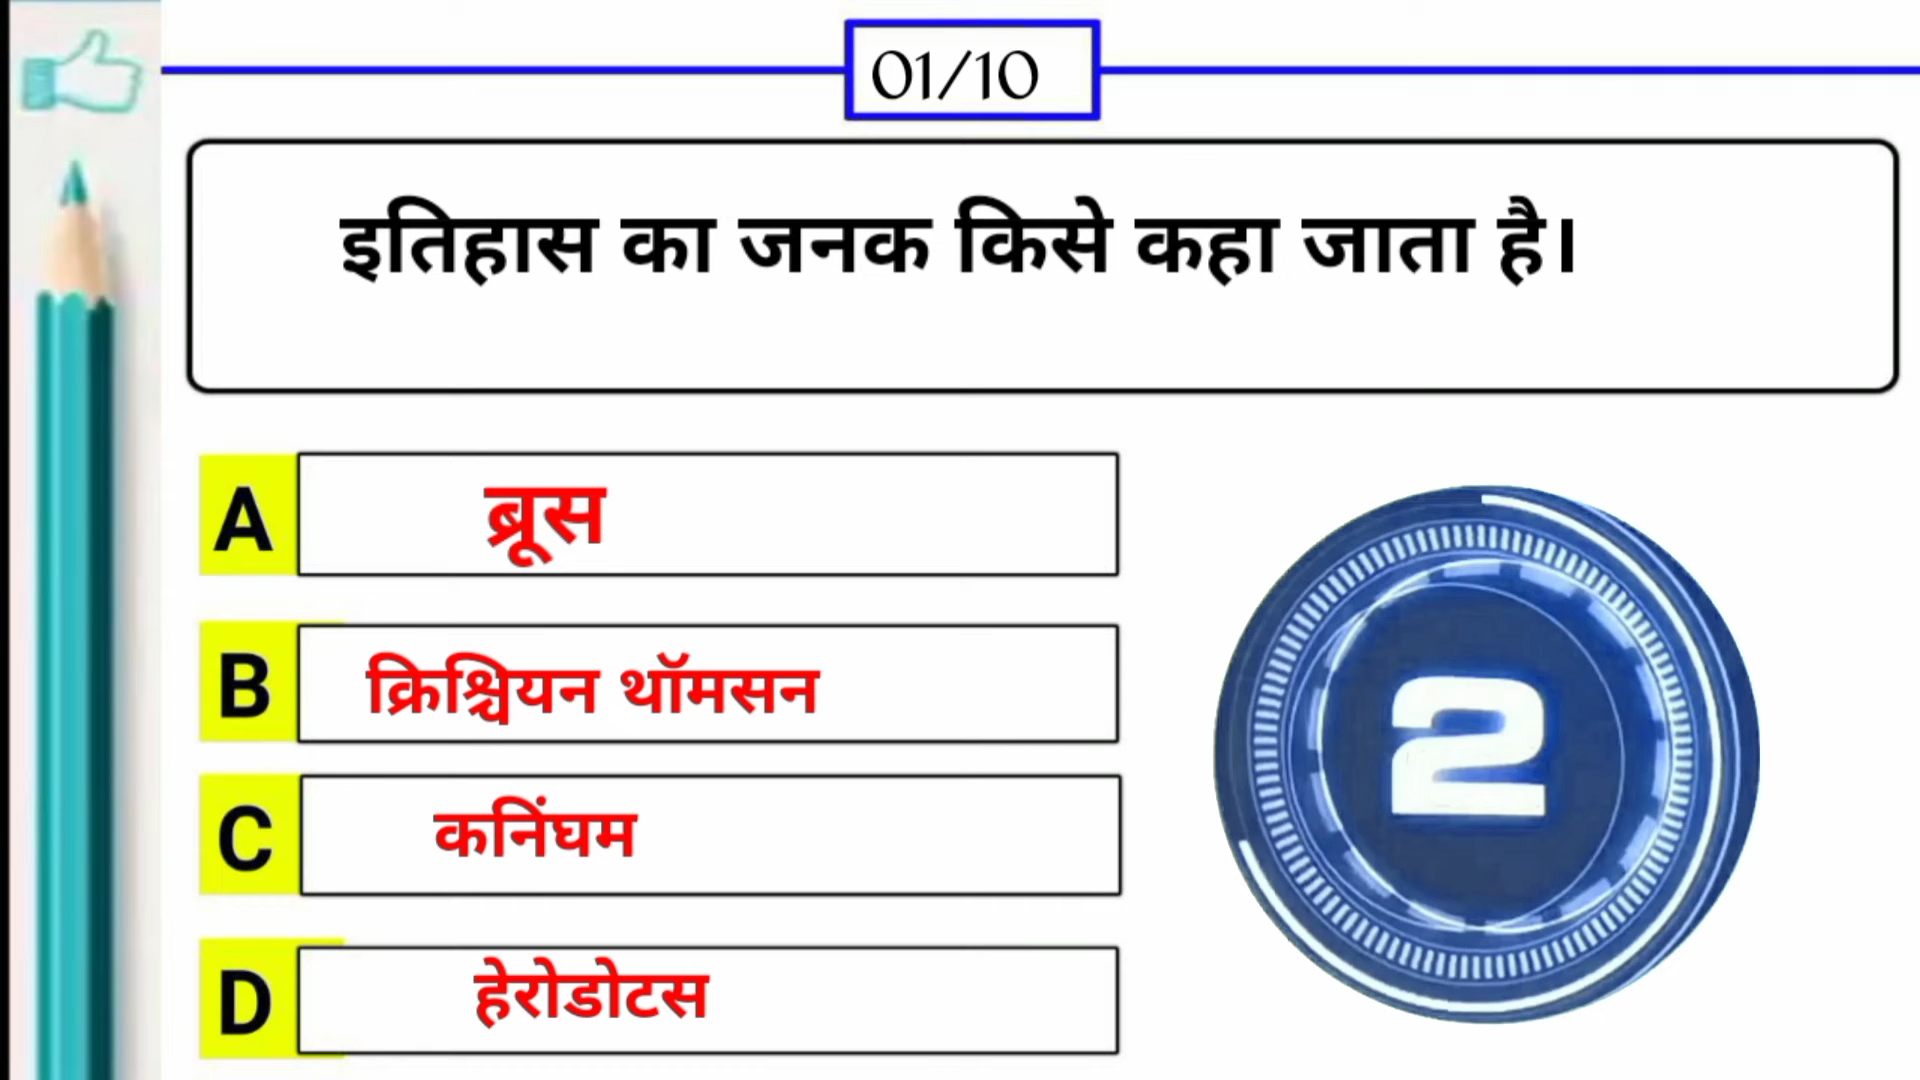 01/10
इतिहास का जनक किसे कहा जाता है।
A ब्रूस
B क्रिश्चियन थॉमसन
C कनिंघम
D हेरोडोटस
2